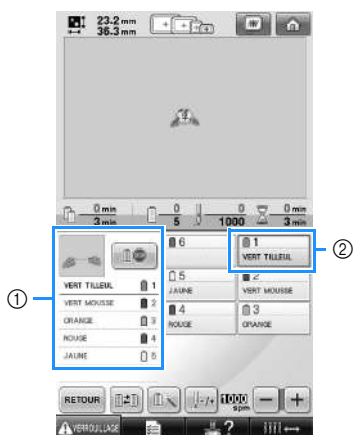 23.2 mm
36.3 mm
0 min
3 min
0
5
0
1000
0 min
3 min
6
1
VERT TILLEUL
5
JAUNE
2
VERT MOUSSE
4
ROUGE
3
ORANGE
VERT TILLEUL 1
VERT MOUSSE 2
ORANGE 3
ROUGE 4
JAUNE 5
①
②
RETOUR
-/+
1000
spm
−
+
VERROUILLAGE
?